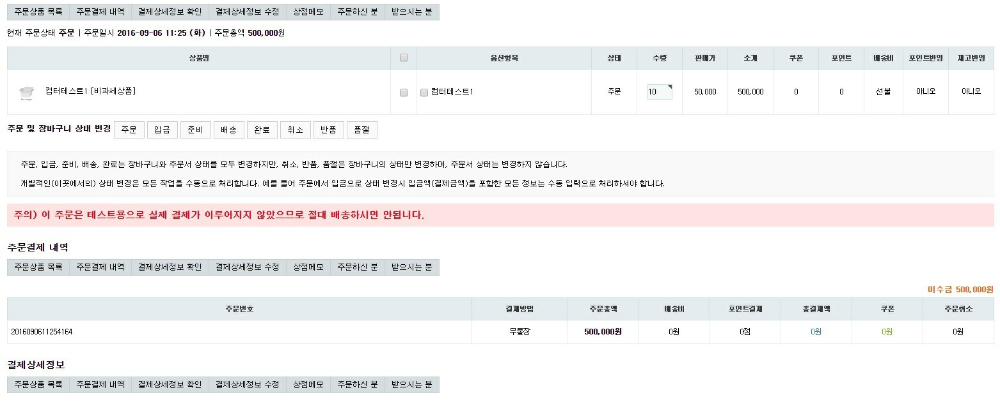 주문상품 목록 주문결제 내역 결제상세정보 확인 결제상세정보 수정 상점메모 주문하신 분 받으시는 분
현재 주문상태 주문 | 주문일시 2016-09-06 11:25 (화) | 주문총액 500,000원
상품명 옵션항목 상태 수량 판매가 소계 쿠폰 포인트 배송비 포인트반영 재고반영
컴터테스트1 [비과세상품] 컴터테스트1 주문 10 50,000 500,000 0 0 선불 아니오 아니오
주문 및 장바구니 상태 변경 주문 입금 준비 배송 완료 취소 반품 품절
주문, 입금, 준비, 배송, 완료는 장바구니와 주문서 상태를 모두 변경하지만, 취소, 반품, 품절은 장바구니의 상태만 변경하며, 주문서 상태는 변경하지 않습니다.
개별적인(이곳에서의) 상태 변경은 모든 작업을 수동으로 처리합니다. 예를 들어 주문에서 입금으로 상태 변경시 입금액(결제금액)을 포함한 모든 정보는 수동 입력으로 처리하셔야 합니다.
주의) 이 주문은 테스트용으로 실제 결제가 이루어지지 않았으므로 절대 배송하시면 안됩니다.
주문결제 내역
주문상품 목록 주문결제 내역 결제상세정보 확인 결제상세정보 수정 상점메모 주문하신 분 받으시는 분
미수금 500,000원
주문번호 결제방법 주문총액 배송비 포인트결제 총결제액 쿠폰 주문취소
2016090611254164 무통장 500,000원 0원 0점 0원 0원 0원
결제상세정보
주문상품 목록 주문결제 내역 결제상세정보 확인 결제상세정보 수정 상점메모 주문하신 분 받으시는 분